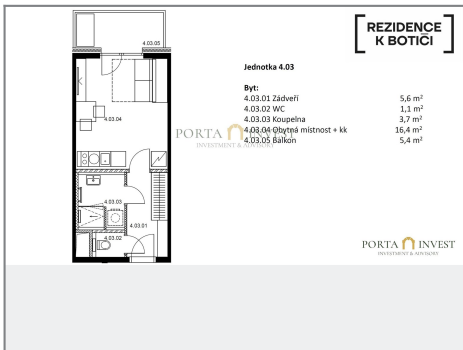 4.03.05
REZIDENCE
K BOTIČI
Jednotka 4.03
Byt:
4.03.01 Zádveří 5,6 m²
4.03.02 WC 1,1 m²
4.03.03 Koupelna 3,7 m²
4.03.04 Obytná místnost + kk 16,4 m²
4.03.05 Balkon 5,4 m²
4.03.04
PORTA INVEST
INVESTMENT & ADVISORY
4.03.03
4.03.01
4.03.02
PORTA INVEST
INVESTMENT & ADVISORY